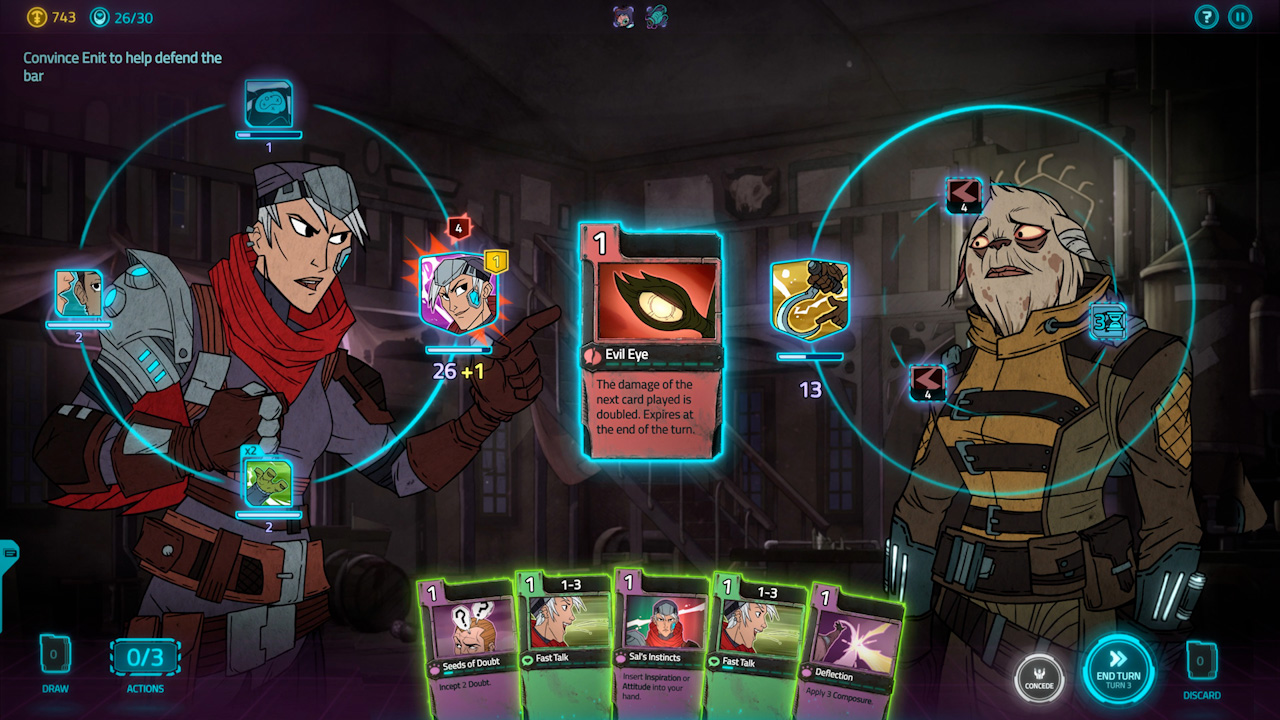 743
26/30
?
Convince Enit to help defend the
bar
1
2
x2
2
4
1
26 +1
1
Evil Eye
The damage of the
next card played is
doubled. Expires at
the end of the turn.
13
4
4
3
1
Seeds of Doubt
Incept 2 Doubt.
1
1-3
Fast Talk
1
Sal's Instincts
Insert Inspiration or
Attitude into your
hand.
1
1-3
Fast Talk
1
Deflection
Apply 3 Composure.
0
DRAW
0/3
ACTIONS
CONCEDE
END TURN
TURN 3
0
DISCARD